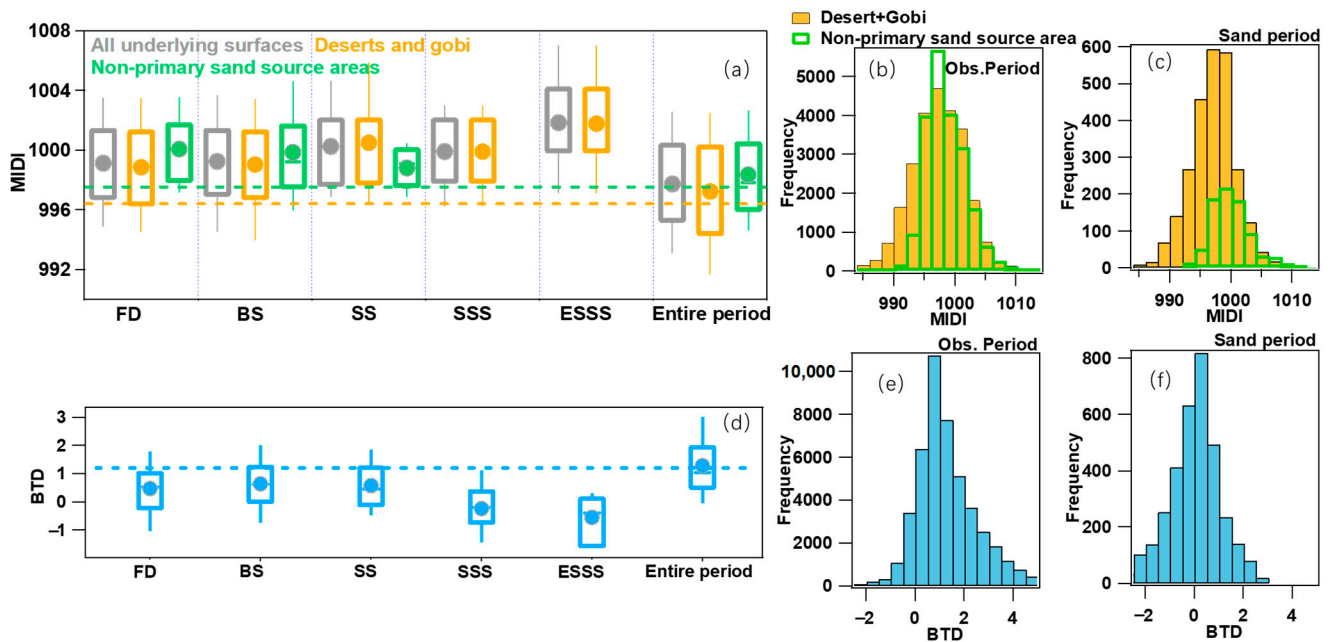 1008
1004
1000
996
992
MIDI
All underlying surfaces Deserts and gobi
Non-primary sand source areas
(a)
FD BS SS SSS ESSS Entire period
Desert+Gobi
Non-primary sand source area
(b)
Obs.Period
5000
4000
3000
2000
1000
0
Frequency
990 1000 1010
MIDI
Sand period
(c)
600
500
400
300
200
100
0
Frequency
990 1000 1010
MIDI
(d)
3
2
1
0
−1
BTD
FD BS SS SSS ESSS Entire period
Obs. Period
(e)
10,000
8000
6000
4000
2000
0
Frequency
−2 0 2 4
BTD
Sand period
(f)
800
600
400
200
0
Frequency
−2 0 2 4
BTD